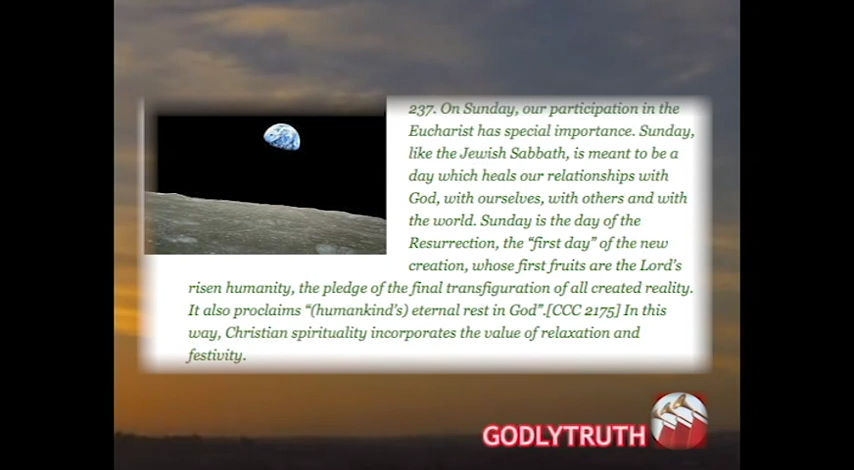 237. On Sunday, our participation in the
Eucharist has special importance. Sunday,
like the Jewish Sabbath, is meant to be a
day which heals our relationships with
God, with ourselves, with others and with
the world. Sunday is the day of the
Resurrection, the “first day” of the new
creation, whose first fruits are the Lord’s
risen humanity, the pledge of the final transfiguration of all created reality.
It also proclaims “(humankind’s) eternal rest in God”.[CCC 2175] In this
way, Christian spirituality incorporates the value of relaxation and
festivity.
GODLYTRUTH